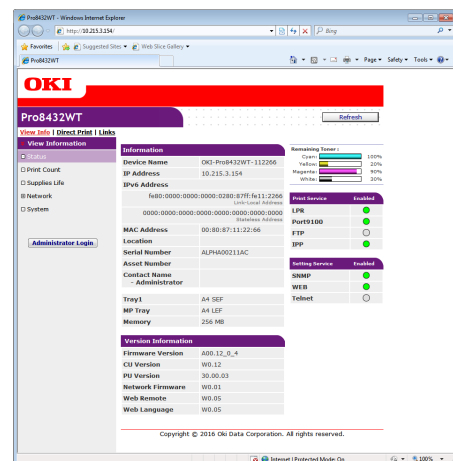 Pro8432WT - Windows Internet Explorer
http://10.215.3.154/
Bing
Favorites
Suggested Sites
Web Slice Gallery
Pro8432WT
Page
Safety
Tools
OKI
Pro8432WT
Refresh
View Info | Direct Print | Links
View Information
Status
Print Count
Supplies Life
Network
System
Administrator Login
Information
Device Name OKI-Pro8432WT-112266
IP Address 10.215.3.154
IPv6 Address
fe80:0000:0000:0000:0280:87ff:fe11:2266
Link-Local Address
0000:0000:0000:0000:0000:0000:0000:0000
Stateless Address
MAC Address 00:80:87:11:22:66
Location
Serial Number ALPHA00211AC
Asset Number
Contact Name
- Administrator
Tray1 A4 SEF
MP Tray A4 LEF
Memory 256 MB
Version Information
Firmware Version A00.12_0_4
CU Version W0.12
PU Version 30.00.03
Network Firmware W0.01
Web Remote W0.05
Web Language W0.05
Remaining Toner :
Cyan: 100%
Yellow: 20%
Magenta: 90%
White: 30%
Print Service Enabled
LPR
Port9100
FTP
IPP
Setting Service Enabled
SNMP
WEB
Telnet
Copyright © 2016 Oki Data Corporation. All rights reserved.
Internet | Protected Mode: On
100%